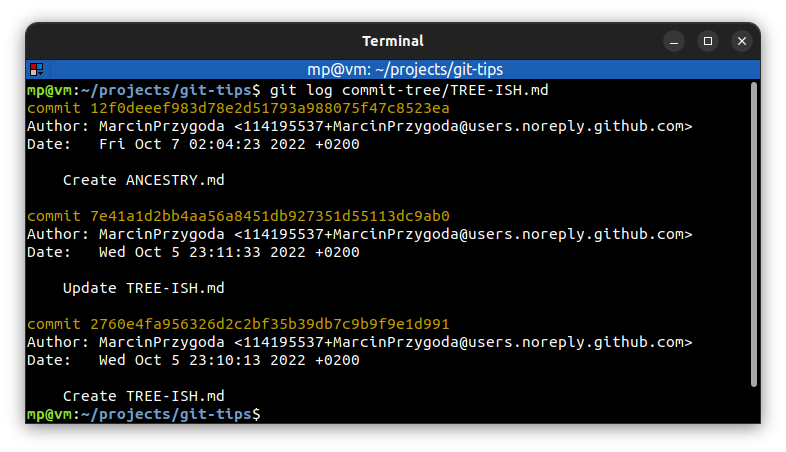 Terminal
mp@vm: ~/projects/git-tips
mp@vm:~/projects/git-tips$ git log commit-tree/TREE-ISH.md
commit 12f0deeef983d78e2d51793a988075f47c8523ea
Author: MarcinPrzygoda <114195537+MarcinPrzygoda@users.noreply.github.com>
Date:   Fri Oct 7 02:04:23 2022 +0200
    Create ANCESTRY.md
commit 7e41a1d2bb4aa56a8451db927351d55113dc9ab0
Author: MarcinPrzygoda <114195537+MarcinPrzygoda@users.noreply.github.com>
Date:   Wed Oct 5 23:11:33 2022 +0200
    Update TREE-ISH.md
commit 2760e4fa956326d2c2bf35b39db7c9b9f9e1d991
Author: MarcinPrzygoda <114195537+MarcinPrzygoda@users.noreply.github.com>
Date:   Wed Oct 5 23:10:13 2022 +0200
    Create TREE-ISH.md
mp@vm:~/projects/git-tips$